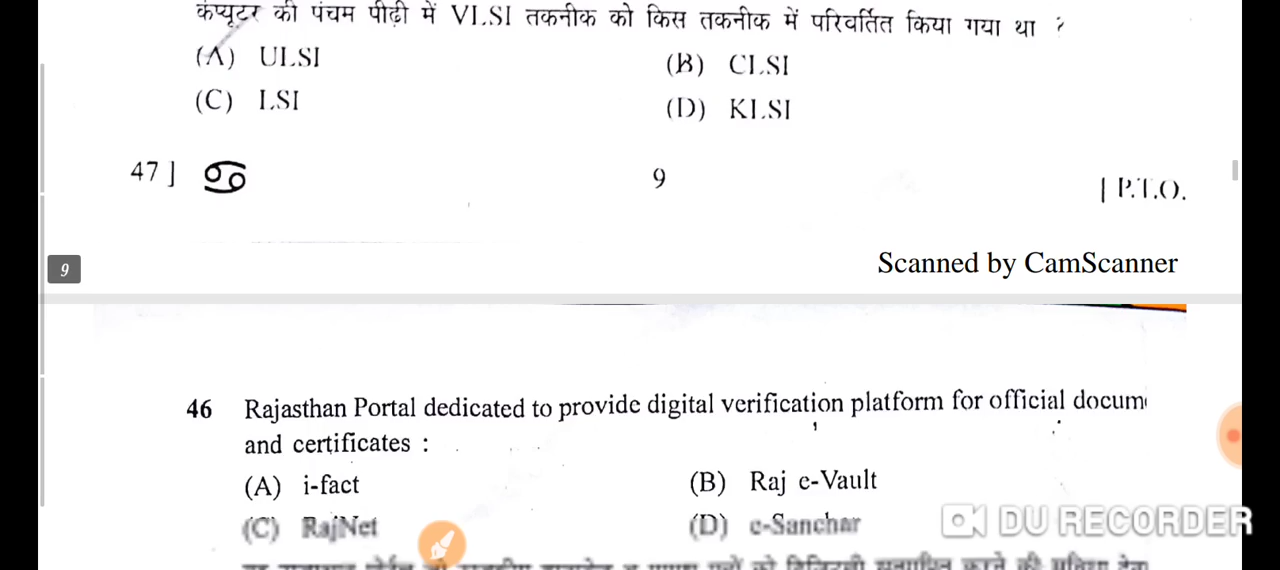 कंप्यूटर की पंचम पीढ़ी में VLSI तकनीक को किस तकनीक में परिवर्तित किया गया था ?
(A) ULSI
(B) CLSI
(C) LSI
(D) KLSI
47 ] ♋ 9 [ P.T.O.
9
Scanned by CamScanner
46 Rajasthan Portal dedicated to provide digital verification platform for official docum
and certificates :
(A) i-fact
(B) Raj e-Vault
(C) RajNet
(D) e-Sanchar
DU RECORDER